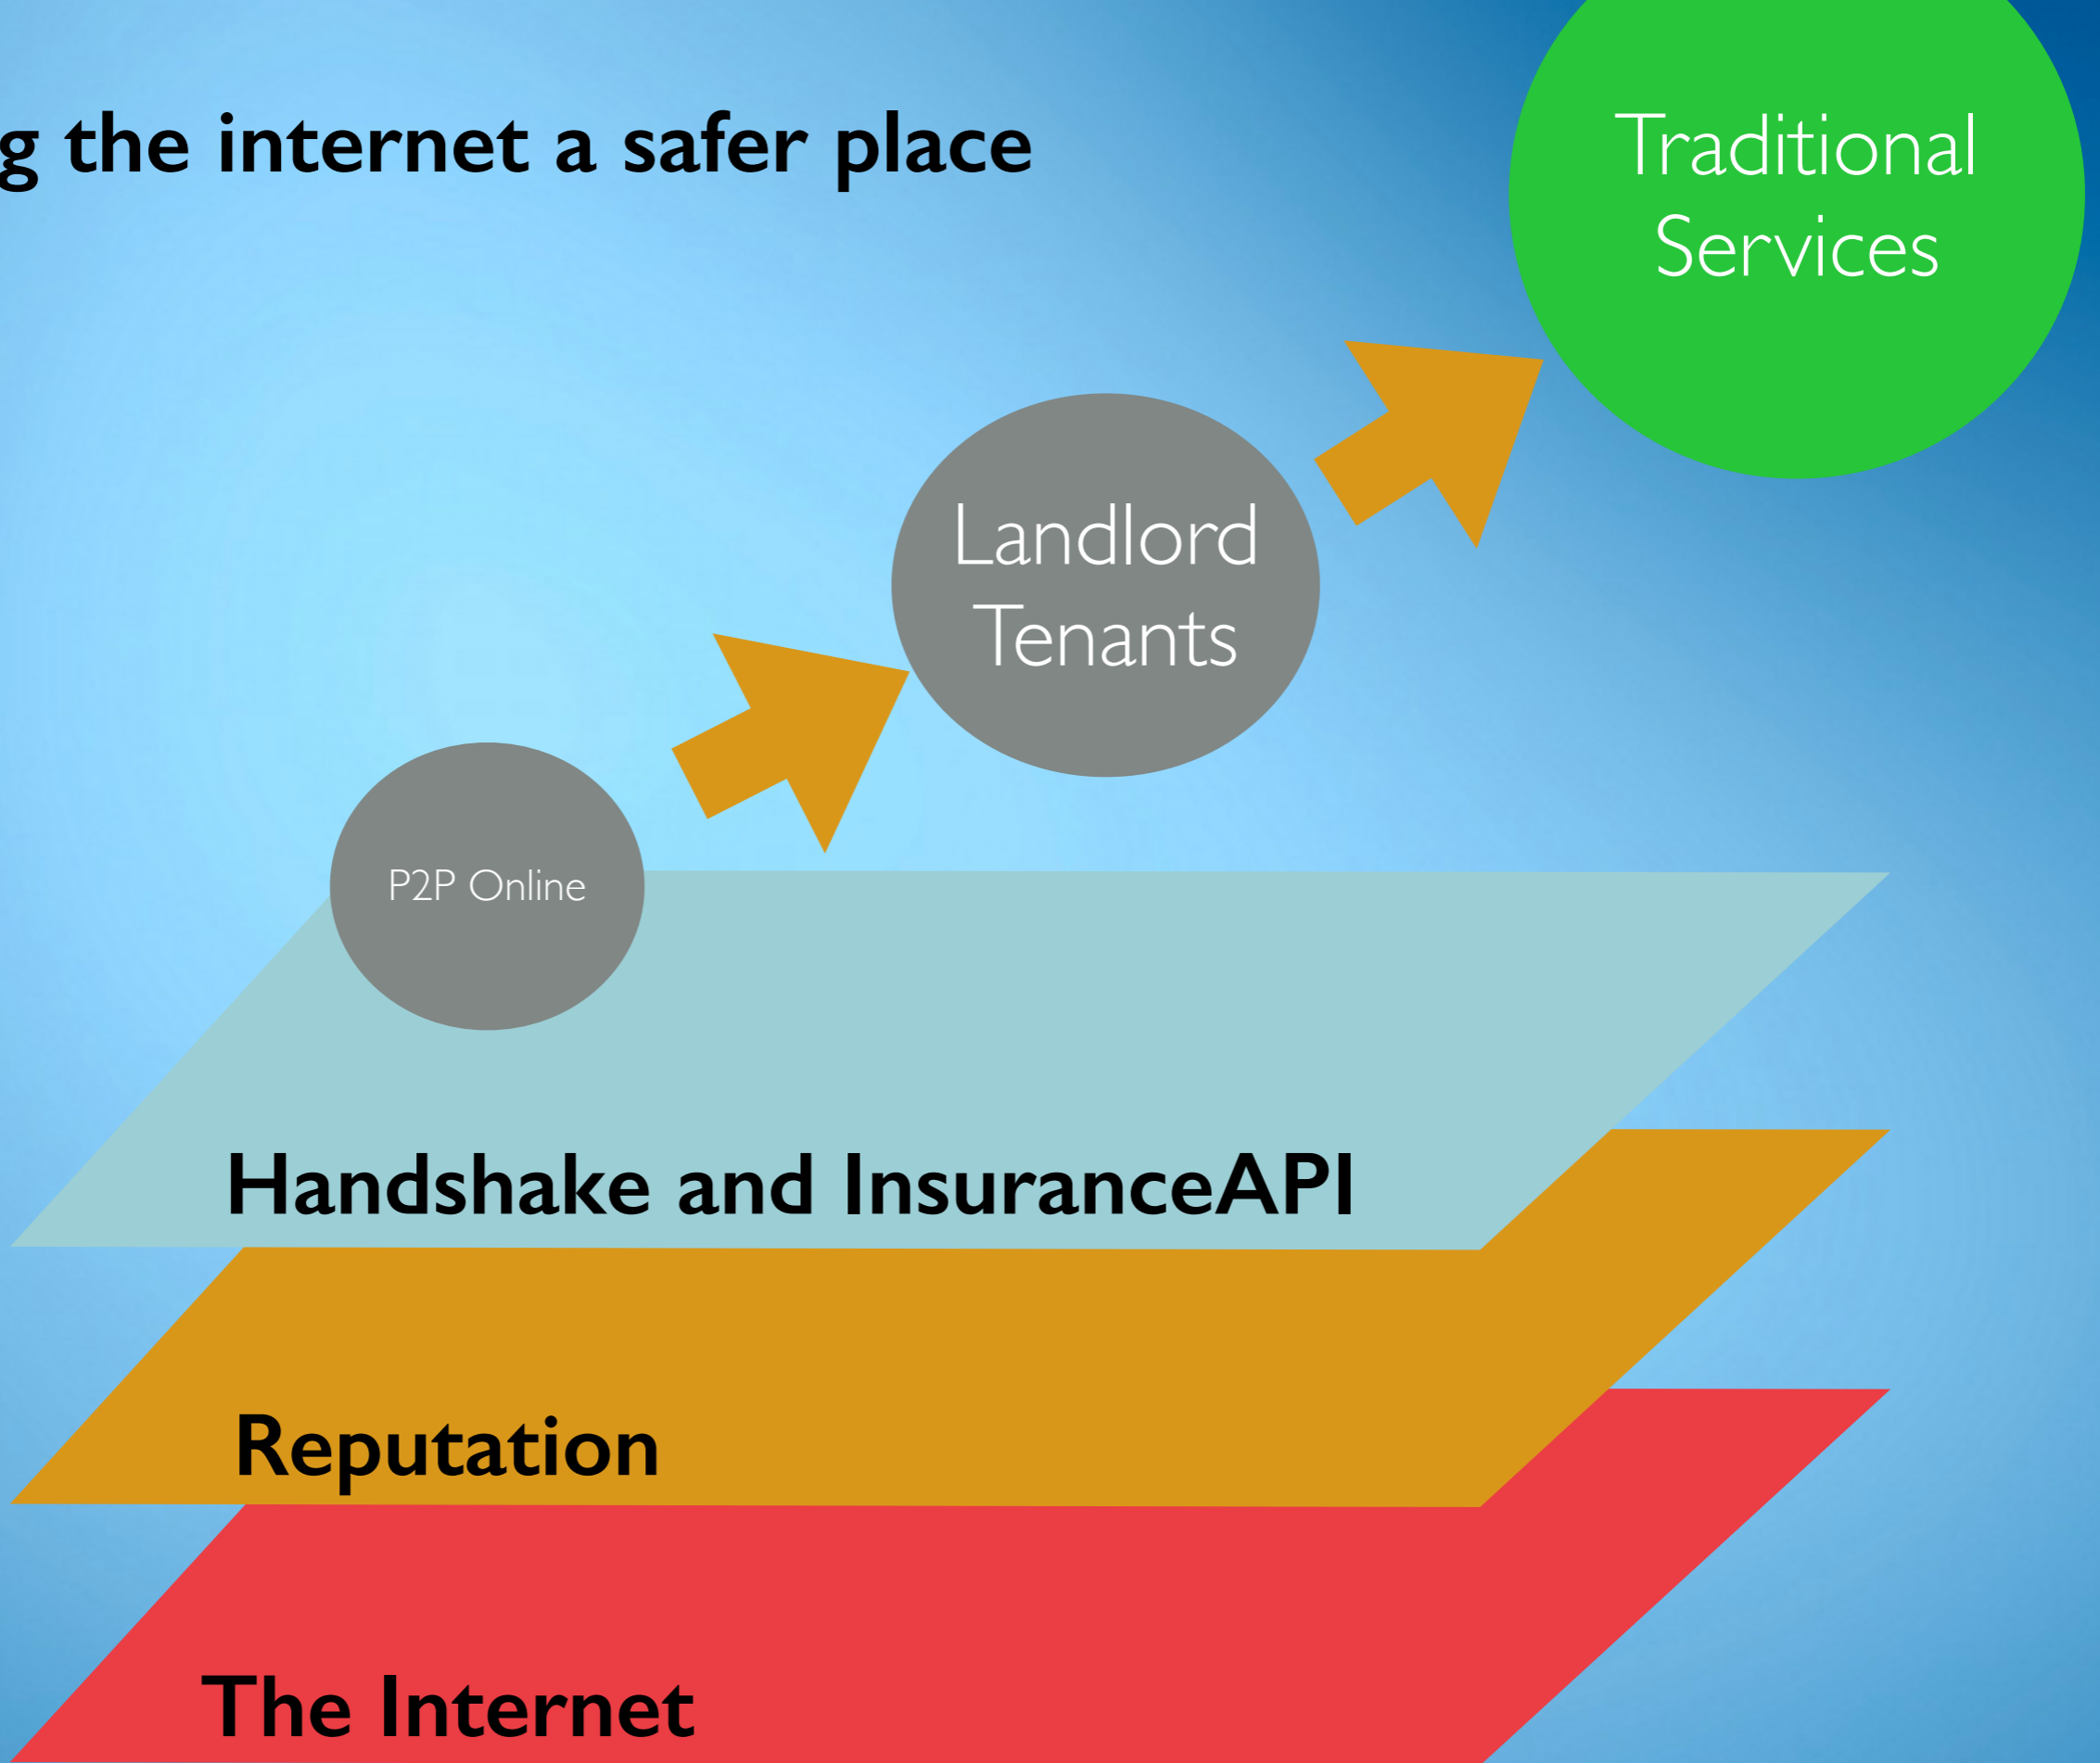 g the internet a safer place
Traditional
Services
Landlord
Tenants
P2P Online
Handshake and InsuranceAPI
Reputation
The Internet